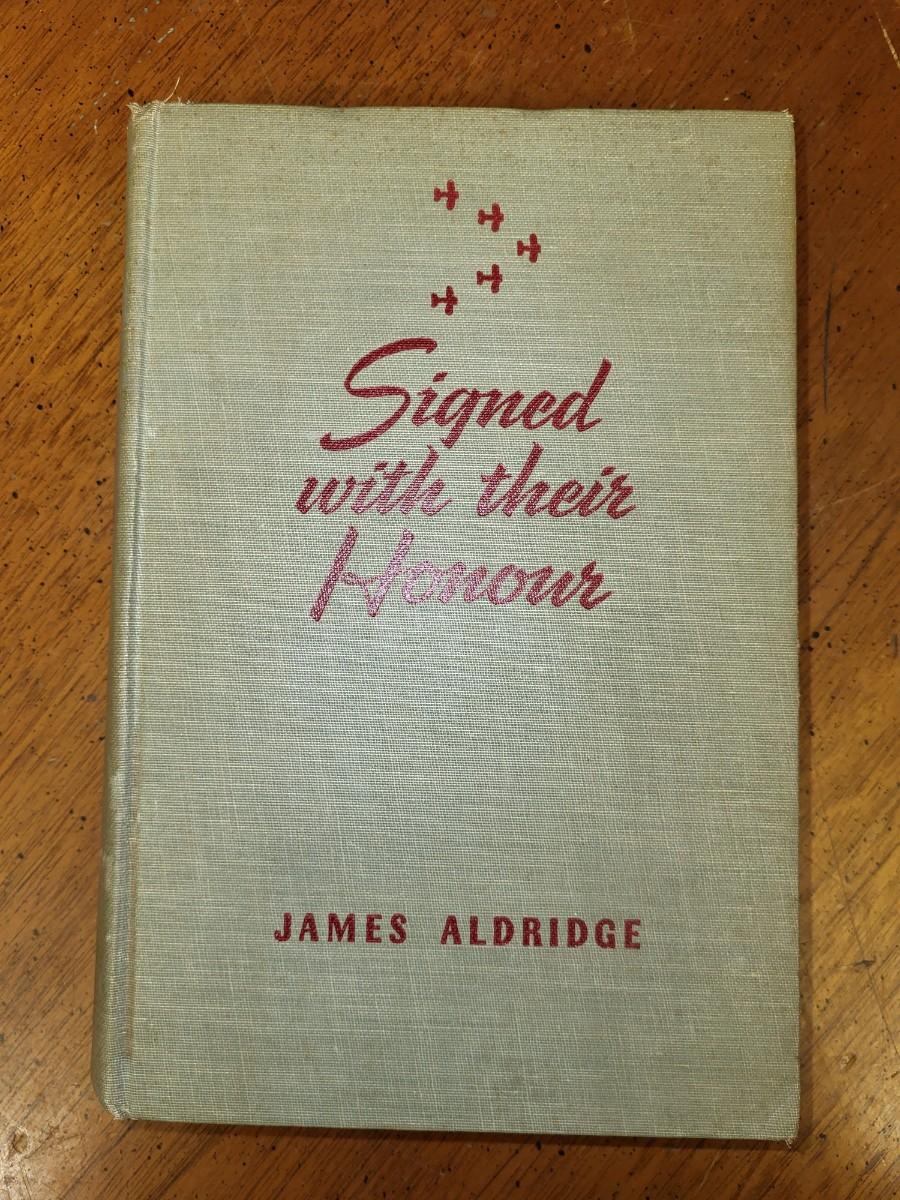 Signed
with their
Honour
JAMES ALDRIDGE